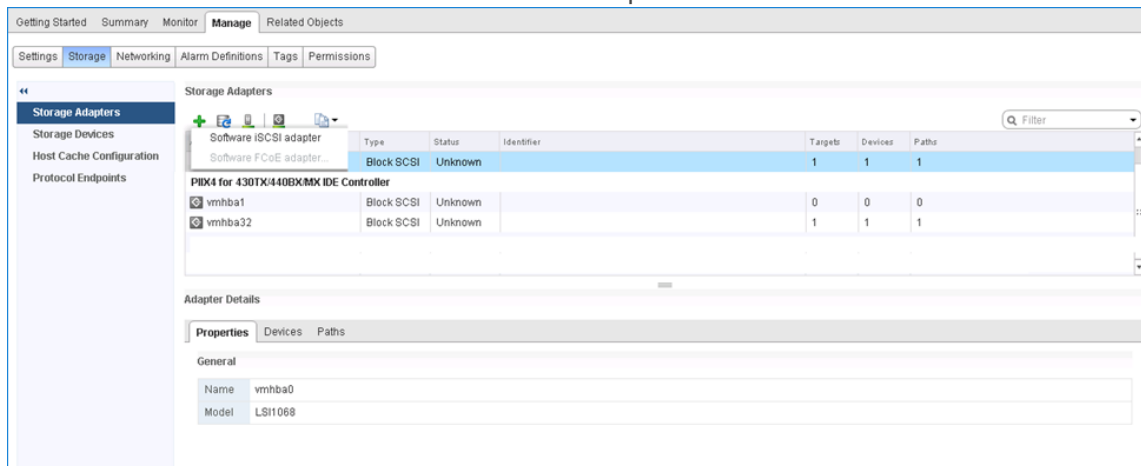 Getting Started Summary Monitor Manage Related Objects
Settings Storage Networking Alarm Definitions Tags Permissions
Storage Adapters
Storage Devices
Host Cache Configuration
Protocol Endpoints
Storage Adapters
Filter
Software iSCSI adapter
Software FCoE adapter...
Type Status Identifier Targets Devices Paths
Block SCSI Unknown 1 1 1
PIIX4 for 430TX/440BX/MX IDE Controller
vmhba1 Block SCSI Unknown 0 0 0
vmhba32 Block SCSI Unknown 1 1 1
Adapter Details
Properties Devices Paths
General
Name vmhba0
Model LSI1068